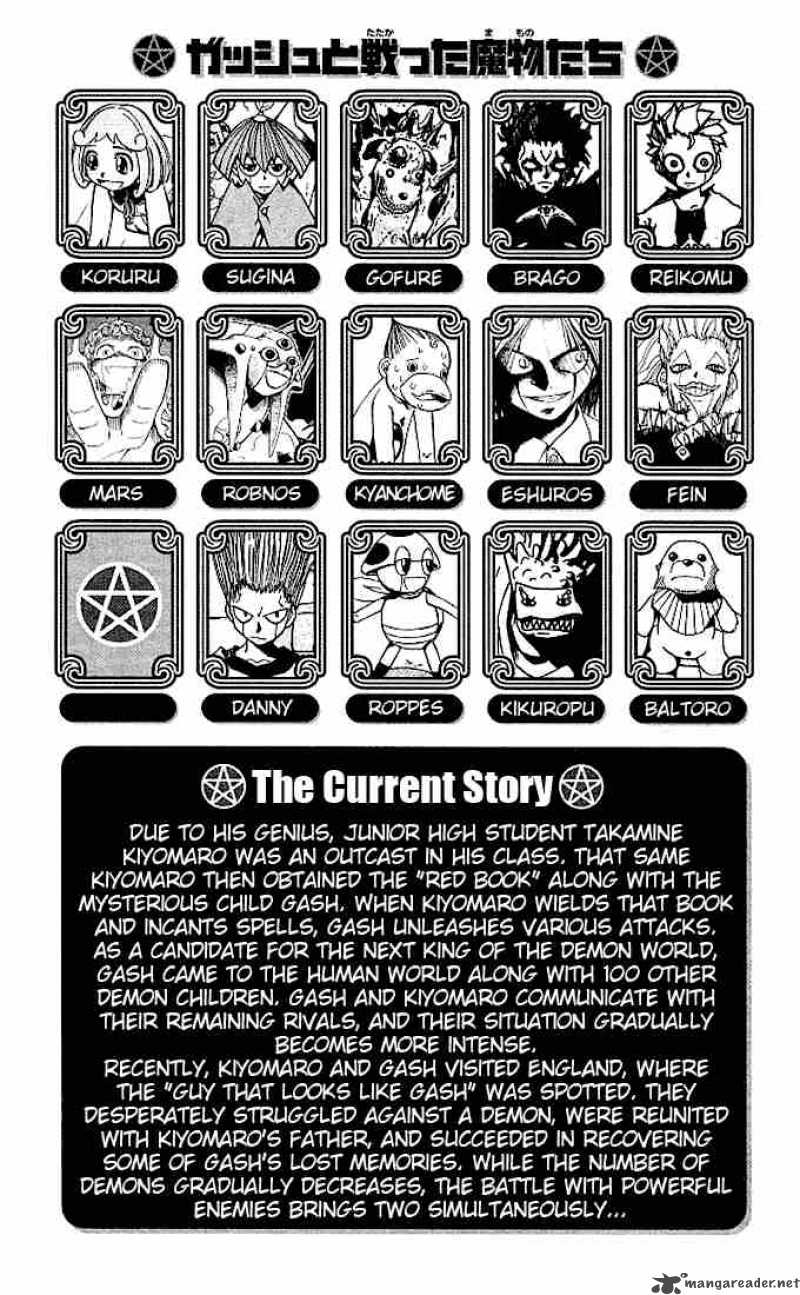 たたか ま もの
ガッシュと戦った魔物たち
KORURU SUGINA GOFURE BRAGO REIKOMU
MARS ROBNOS KYANCHOME ESHUROS FEIN
DANNY ROPPES KIKUROPU BALTORO
The Current Story
DUE TO HIS GENIUS, JUNIOR HIGH STUDENT TAKAMINE
KIYOMARO WAS AN OUTCAST IN HIS CLASS. THAT SAME
KIYOMARO THEN OBTAINED THE "RED BOOK" ALONG WITH THE
MYSTERIOUS CHILD GASH. WHEN KIYOMARO WIELDS THAT BOOK
AND INCANTS SPELLS, GASH UNLEASHES VARIOUS ATTACKS.
AS A CANDIDATE FOR THE NEXT KING OF THE DEMON WORLD,
GASH CAME TO THE HUMAN WORLD ALONG WITH 100 OTHER
DEMON CHILDREN. GASH AND KIYOMARO COMMUNICATE WITH
THEIR REMAINING RIVALS, AND THEIR SITUATION GRADUALLY
BECOMES MORE INTENSE.
RECENTLY, KIYOMARO AND GASH VISITED ENGLAND, WHERE
THE "GUY THAT LOOKS LIKE GASH" WAS SPOTTED. THEY
DESPERATELY STRUGGLED AGAINST A DEMON, WERE REUNITED
WITH KIYOMARO'S FATHER, AND SUCCEEDED IN RECOVERING
SOME OF GASH'S LOST MEMORIES. WHILE THE NUMBER OF
DEMONS GRADUALLY DECREASES, THE BATTLE WITH POWERFUL
ENEMIES BRINGS TWO SIMULTANEOUSLY...
mangareader.net